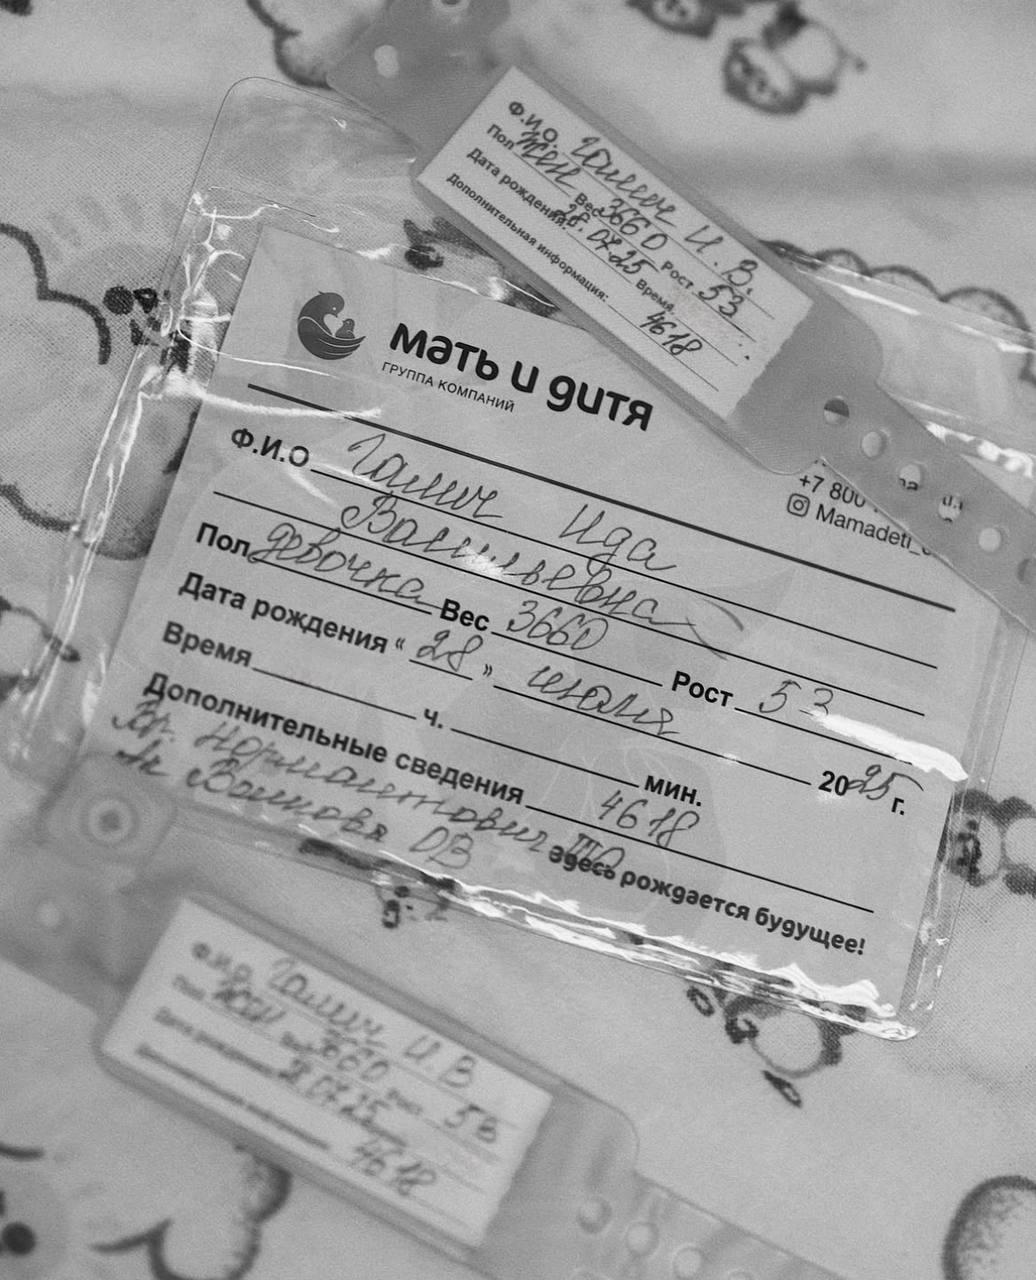 Ф.И.О. Галич И. В.
Пол жен Вес 3660 Рост 53
Дата рождения: 28.07.25 Время
Дополнительная информация: 4618
мать и дитя
ГРУППА КОМПАНИЙ
+7 800
Mamadeti_
Ф.И.О Галич Ида
Васильевна
Пол девочка Вес 3660 Рост 53
Дата рождения « 28 » июля 2025 г.
Время ч. мин.
Дополнительные сведения 4618
Вр.
Ак
здесь рождается будущее!
Ф.И.О. Галич И. В
Пол жен Вес 3660 Рост 53
Дата рождения 28.07.25
Дополнительная информация 4618